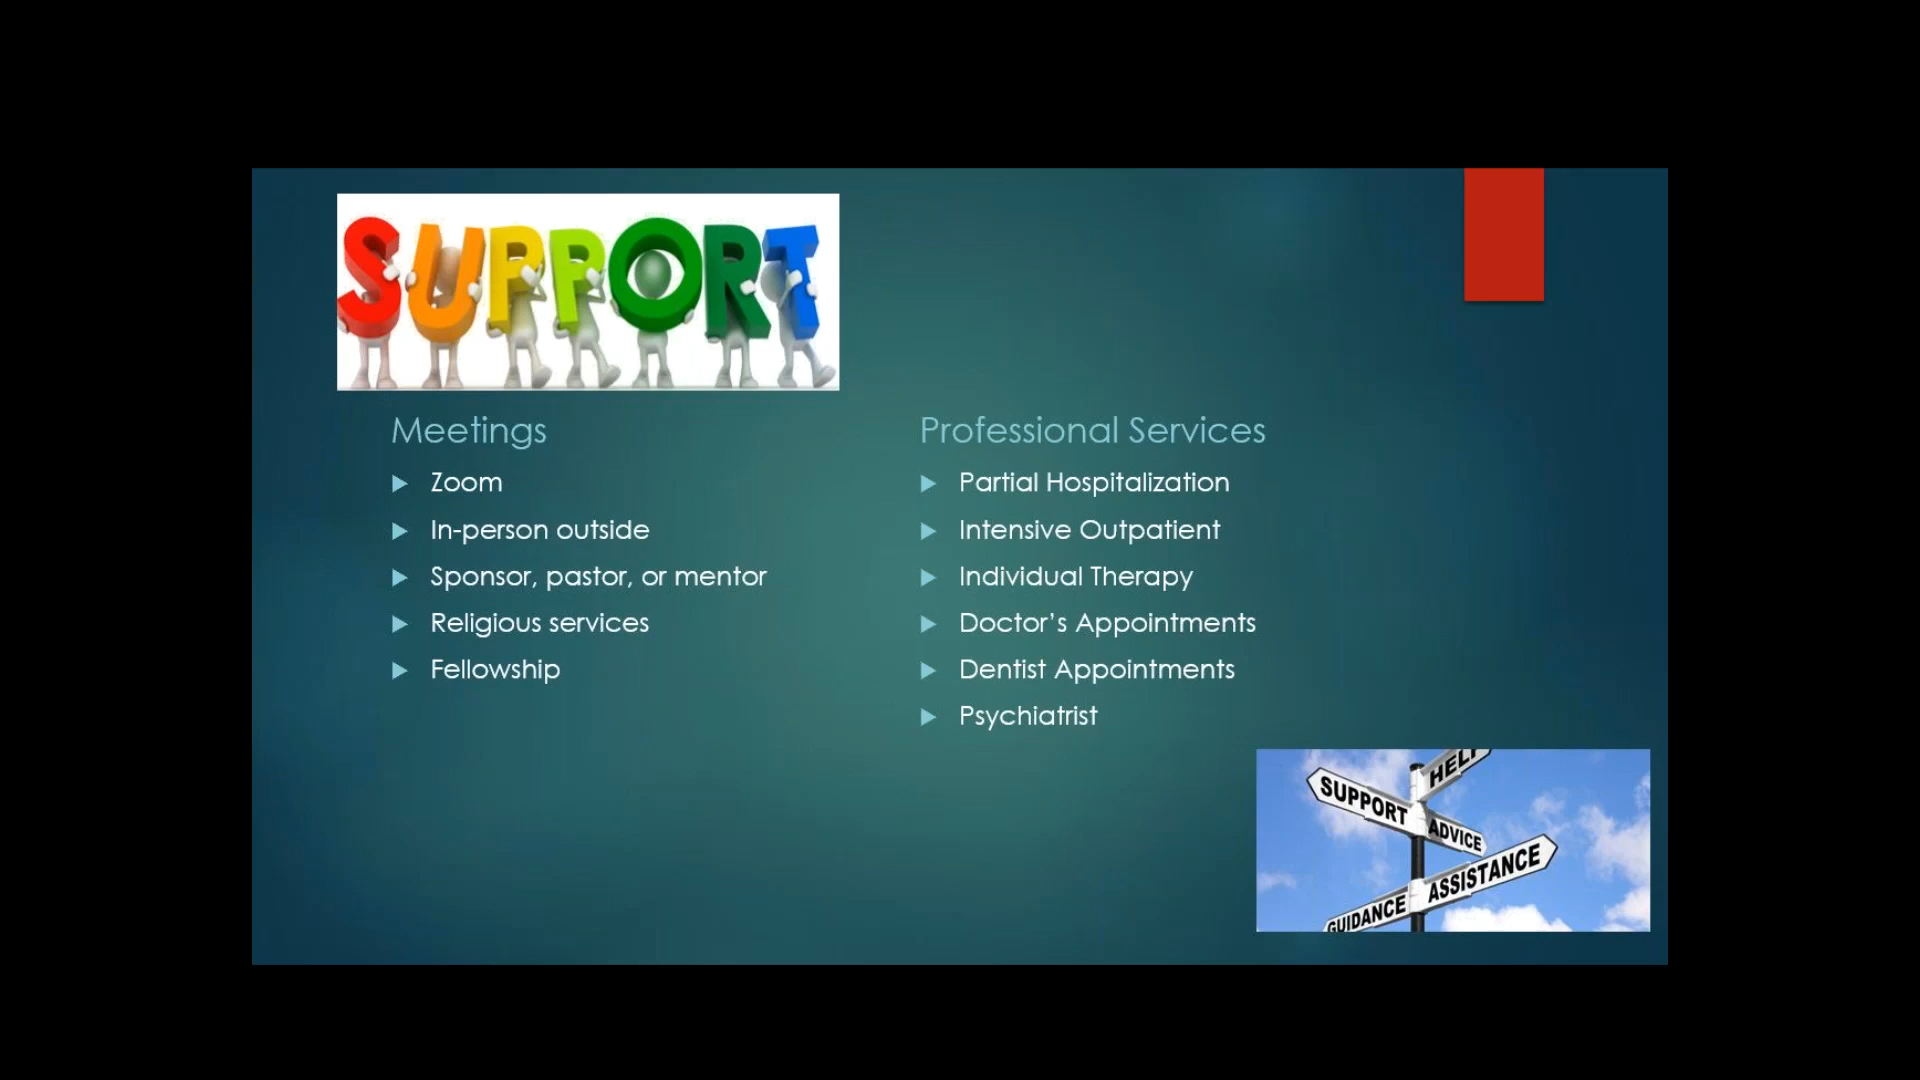 SUPPORT
Meetings
Zoom
In-person outside
Sponsor, pastor, or mentor
Religious services
Fellowship
Professional Services
Partial Hospitalization
Intensive Outpatient
Individual Therapy
Doctor’s Appointments
Dentist Appointments
Psychiatrist
HELP
SUPPORT
ADVICE
ASSISTANCE
GUIDANCE